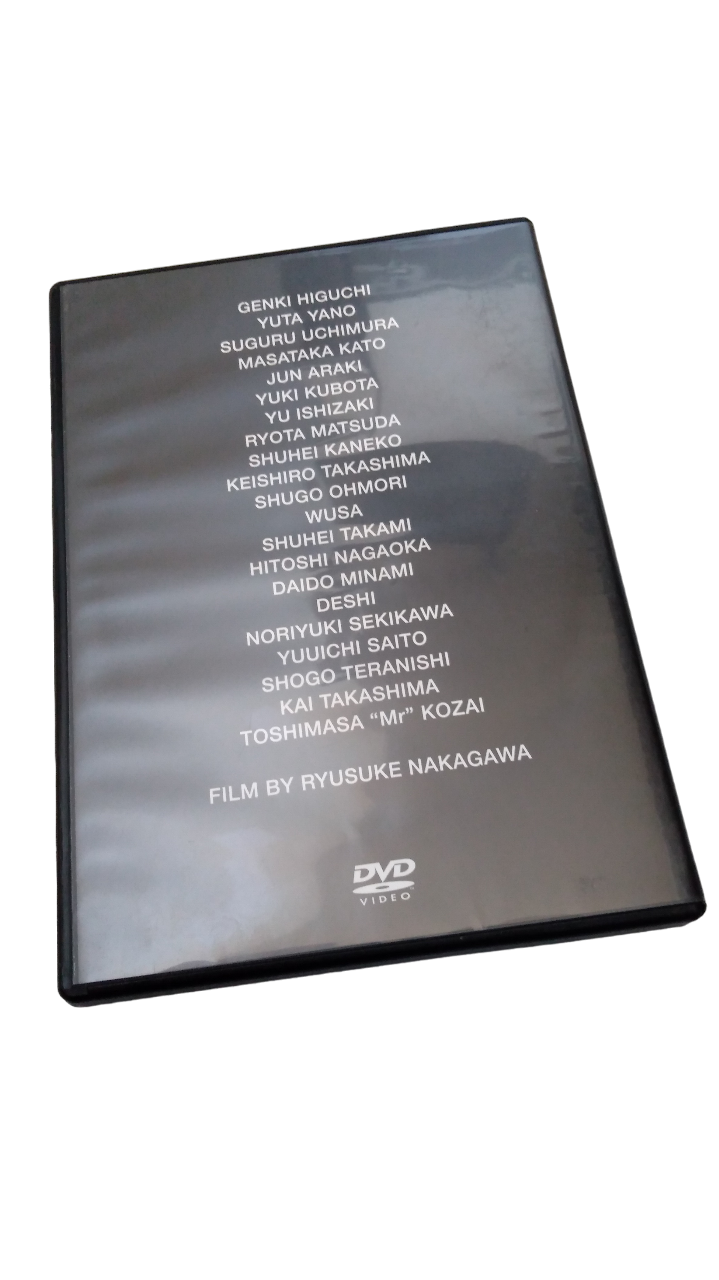 GENKI HIGUCHI
YUTA YANO
SUGURU UCHIMURA
MASATAKA KATO
JUN ARAKI
YUKI KUBOTA
YU ISHIZAKI
RYOTA MATSUDA
SHUHEI KANEKO
KEISHIRO TAKASHIMA
SHUGO OHMORI
WUSA
SHUHEI TAKAMI
HITOSHI NAGAOKA
DAIDO MINAMI
DESHI
NORIYUKI SEKIKAWA
YUUICHI SAITO
SHOGO TERANISHI
KAI TAKASHIMA
TOSHIMASA “Mr” KOZAI
FILM BY RYUSUKE NAKAGAWA
DVD
VIDEO